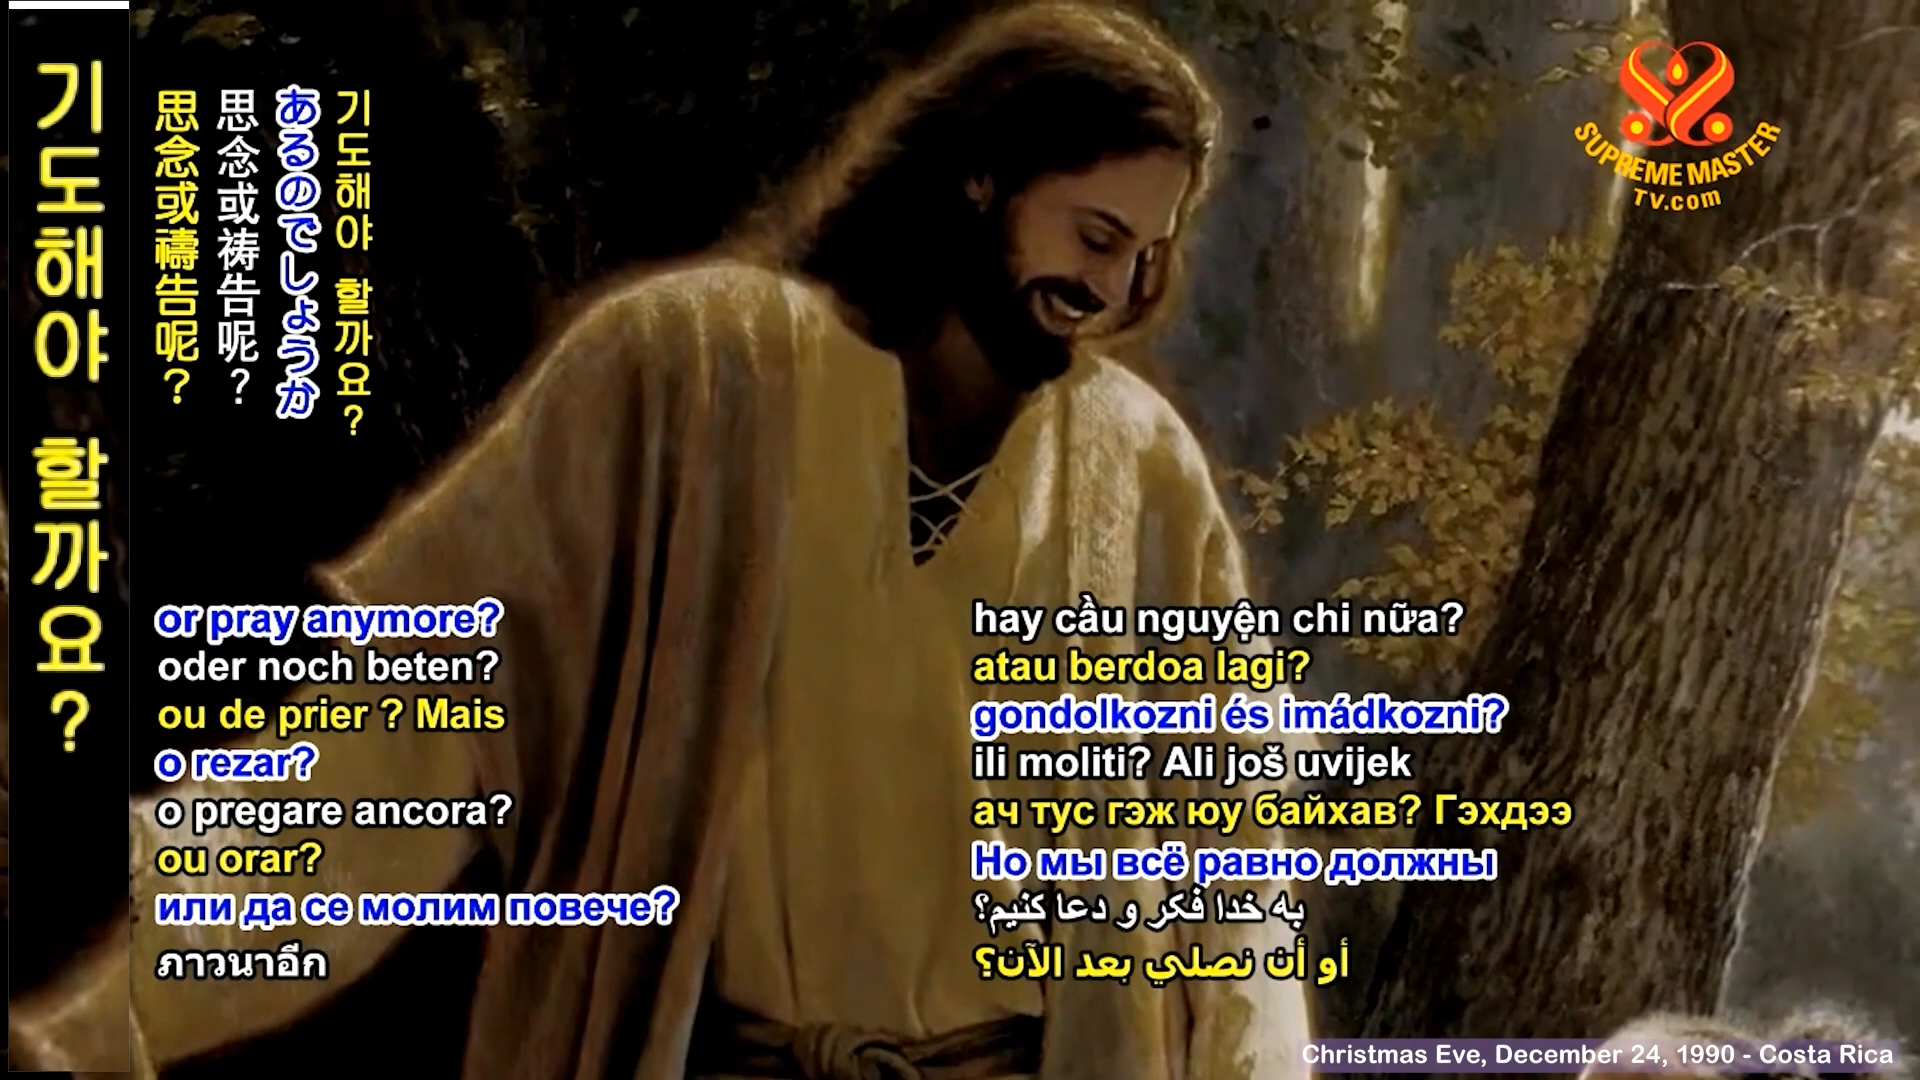 기도해야 할까요?
思念或禱告呢？
思念或祷告呢？
あるのでしょうか
기도해야 할까요?
SUPREME MASTER
TV.com
or pray anymore?
oder noch beten?
ou de prier ? Mais
o rezar?
o pregare ancora?
ou orar?
или да се молим повече?
ภาวนาอีก
hay cầu nguyện chi nữa?
atau berdoa lagi?
gondolkozni és imádkozni?
ili moliti? Ali još uvijek
ач тус гэж юу байхав? Гэхдээ
Но мы всё равно должны
به خدا فکر و دعا کنیم؟
أو أن نصلي بعد الآن؟
Christmas Eve, December 24, 1990 - Costa Rica